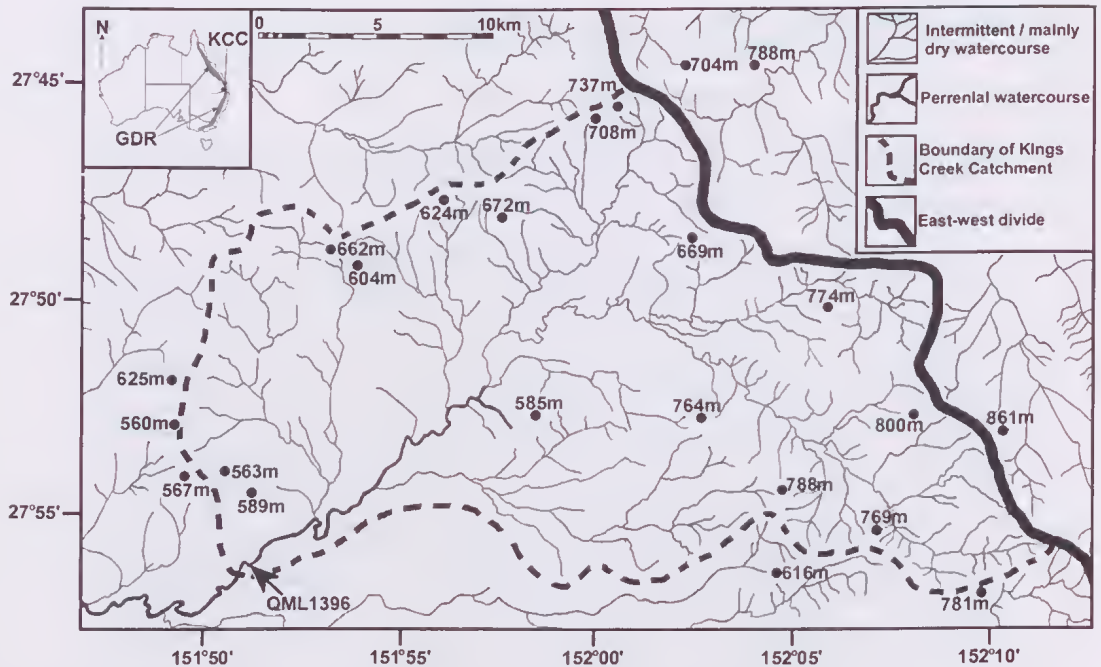 N
KCC
GDR
0
5
10km
Intermittent / mainly
dry watercourse
Perrenial watercourse
Boundary of Kings
Creek Catchment
East-west divide
27°45'
27°50'
27°55'
704m
788m
737m
708m
624m
672m
662m
604m
669m
774m
625m
560m
585m
764m
800m
861m
563m
567m
589m
788m
769m
616m
781m
QML1396
151°50'
151°55'
152°00'
152°05'
152°10'